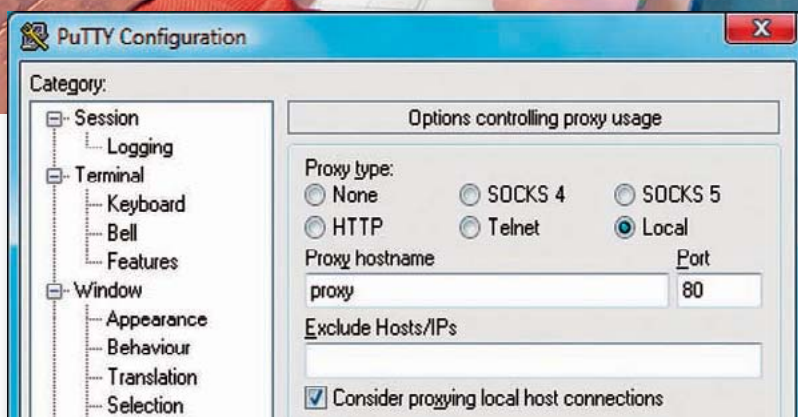 PuTTY Configuration
X
Category:
Session
Logging
Terminal
Keyboard
Bell
Features
Window
Appearance
Behaviour
Translation
Selection
Options controlling proxy usage
Proxy type:
None SOCKS 4 SOCKS 5
HTTP Telnet Local
Proxy hostname Port
proxy 80
Exclude Hosts/IPs
Consider proxying local host connections